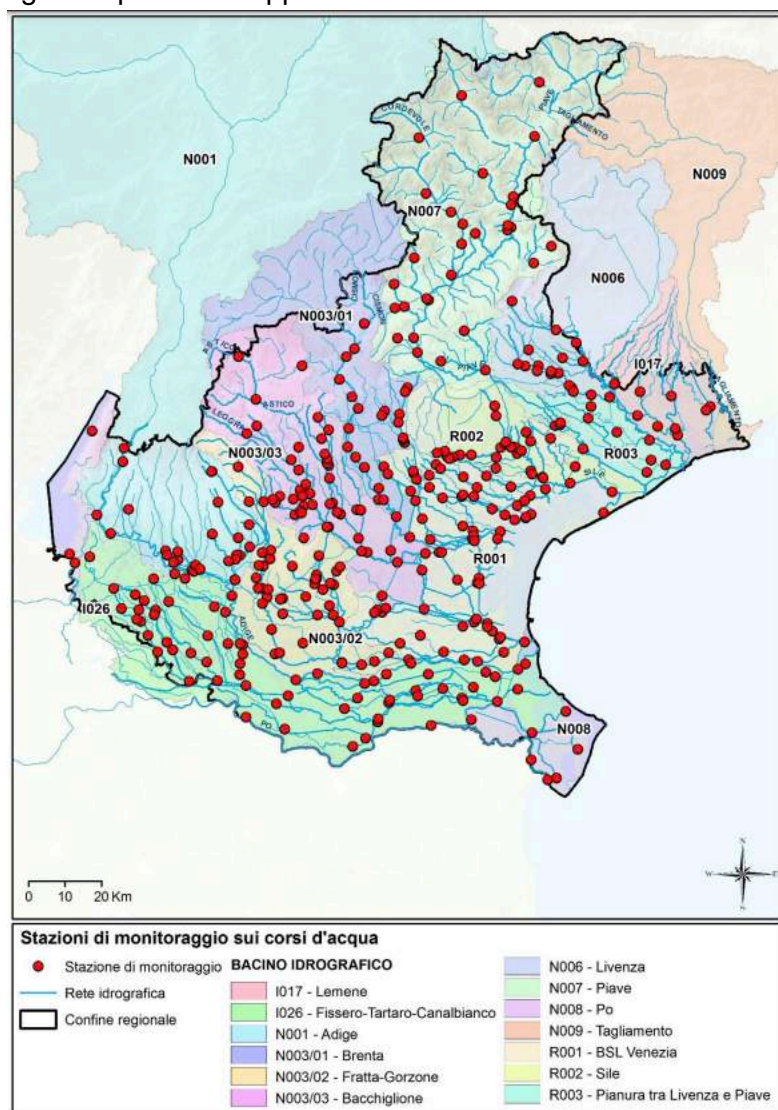 CORDEVOLE
PIAVE
TAGLIAMENTO
N001
N009
N007
N006
CISMON
CISMON
N003/01
I017
PIAVE
TAGLIAMENTO
ASTICO
LEOGRA
R002
N003/03
R003
SILE
R001
I026
ADIGE
N003/02
PO
N008
N
W E
S
0 10 20 Km
Stazioni di monitoraggio sui corsi d'acqua
Stazione di monitoraggio
Rete idrografica
Confine regionale
BACINO IDROGRAFICO
I017 - Lemene
I026 - Fissero-Tartaro-Canalbianco
N001 - Adige
N003/01 - Brenta
N003/02 - Fratta-Gorzone
N003/03 - Bacchiglione
N006 - Livenza
N007 - Piave
N008 - Po
N009 - Tagliamento
R001 - BSL Venezia
R002 - Sile
R003 - Pianura tra Livenza e Piave